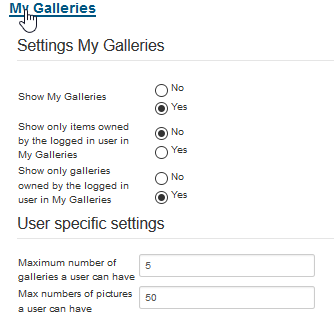 My Galleries
Settings My Galleries
Show My Galleries
No
Yes
Show only items owned
by the logged in user in
My Galleries
No
Yes
Show only galleries
owned by the logged in
user in My Galleries
No
Yes
User specific settings
Maximum number of
galleries a user can have
5
Max numbers of pictures
a user can have
50